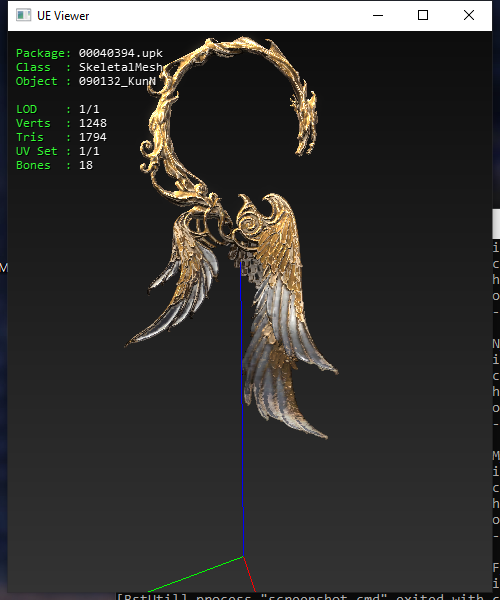 UE Viewer
Package: 00040394.upk
Class : SkeletalMesh
Object : 090132_KunN
LOD : 1/1
Verts : 1248
Tris : 1794
UV Set : 1/1
Bones : 18
M
i
c
h
o
-
N
i
c
h
o
-
M
i
c
h
o
-
F
i
[BstUtil] process "screenshot.cmd" exited with c